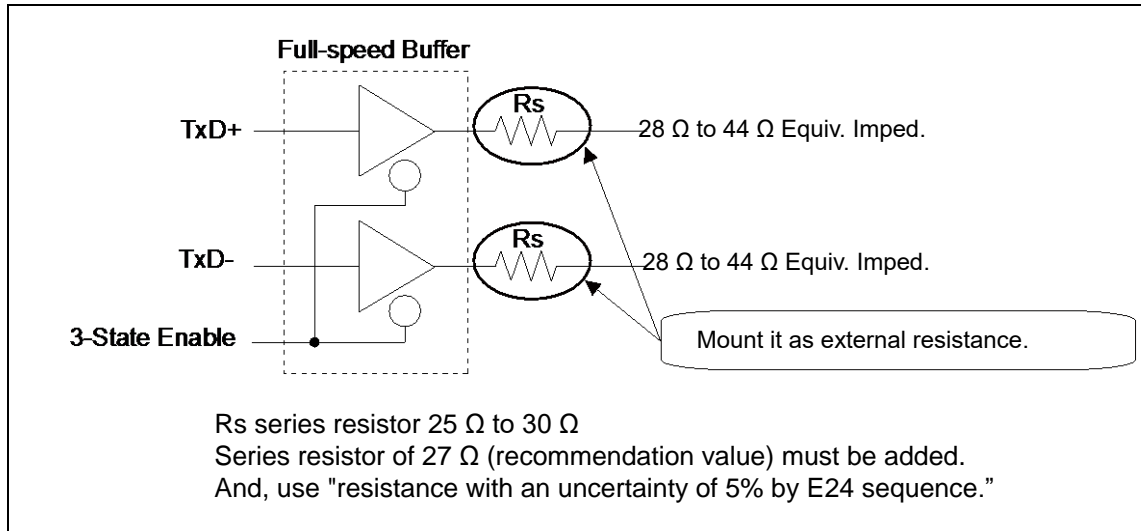 Full-speed Buffer
Rs
TxD+
28 Ω to 44 Ω Equiv. Imped.
Rs
TxD-
28 Ω to 44 Ω Equiv. Imped.
3-State Enable
Mount it as external resistance.
Rs series resistor 25 Ω to 30 Ω
Series resistor of 27 Ω (recommendation value) must be added.
And, use "resistance with an uncertainty of 5% by E24 sequence.”